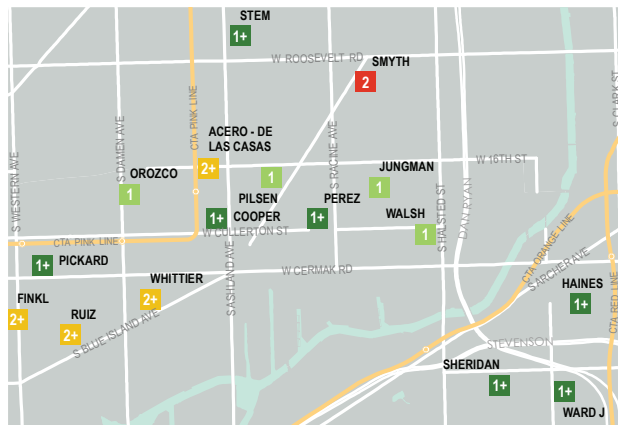 STEM
1+
W ROOSEVELT RD
SMYTH
2
S CLARK ST
CTA PINK LINE
S DAMEN AVE
ACERO - DE
LAS CASAS
2+
S RACINE AVE
S WESTERN AVE
OROZCO
1
1
PILSEN
JUNGMAN
1
W 16TH ST
1+
COOPER
1+
PEREZ
WALSH
1
S HALSTED ST
DAN RYAN
W CULLERTON ST
CTA PINK LINE
1+
PICKARD
S ASHLAND AVE
W CERMAK RD
CTA ORANGE LINE
S ARCHER AVE
WHITTIER
2+
HAINES
1+
CTA RED LINE
FINKL
2+
RUIZ
2+
S BLUE ISLAND AVE
STEVENSON
SHERIDAN
1+
1+
WARD J